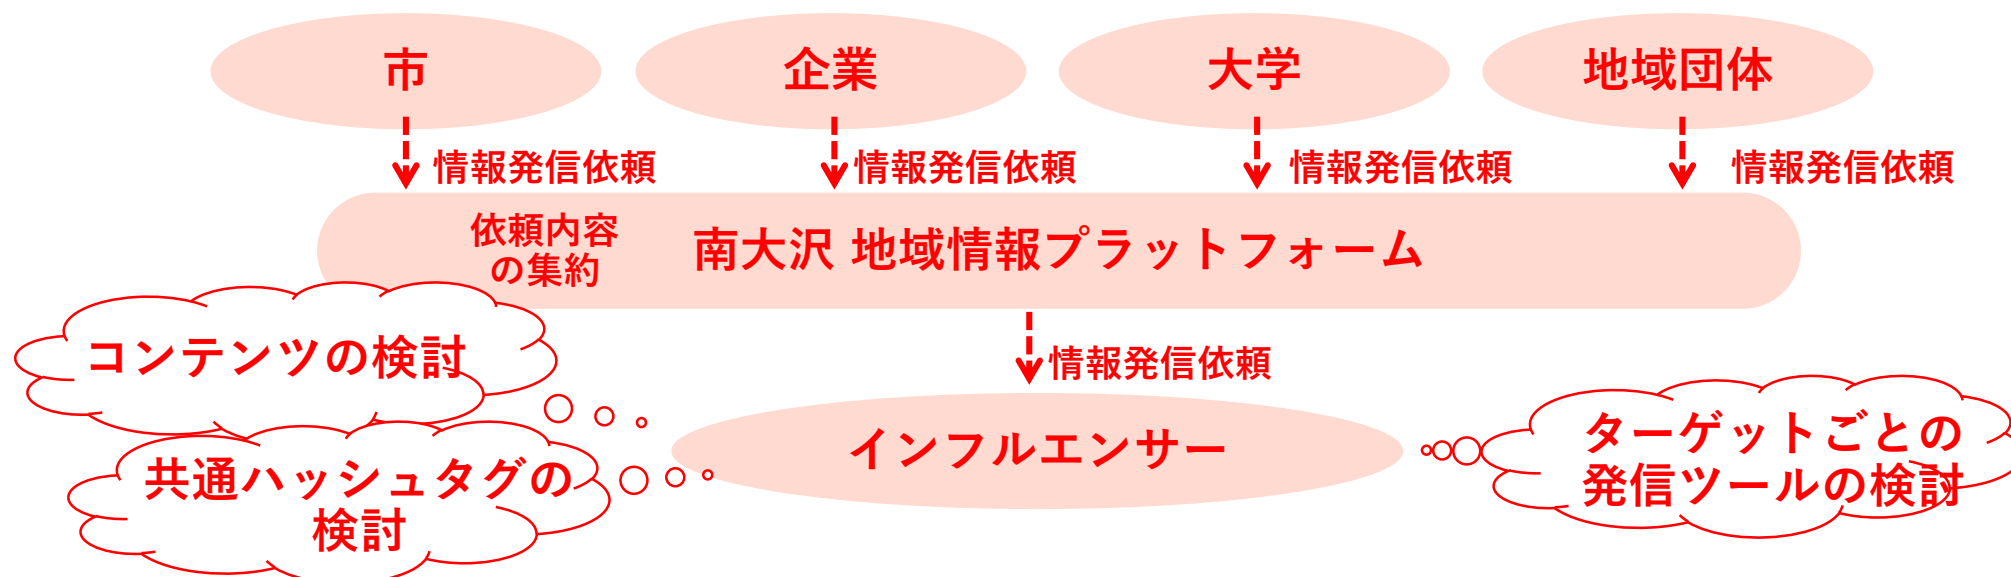 市
企業
大学
地域団体
情報発信依頼
情報発信依頼
情報発信依頼
情報発信依頼
依頼内容
の集約
南大沢 地域情報プラットフォーム
情報発信依頼
コンテンツの検討
インフルエンサー
共通ハッシュタグの
検討
ターゲットごとの
発信ツールの検討